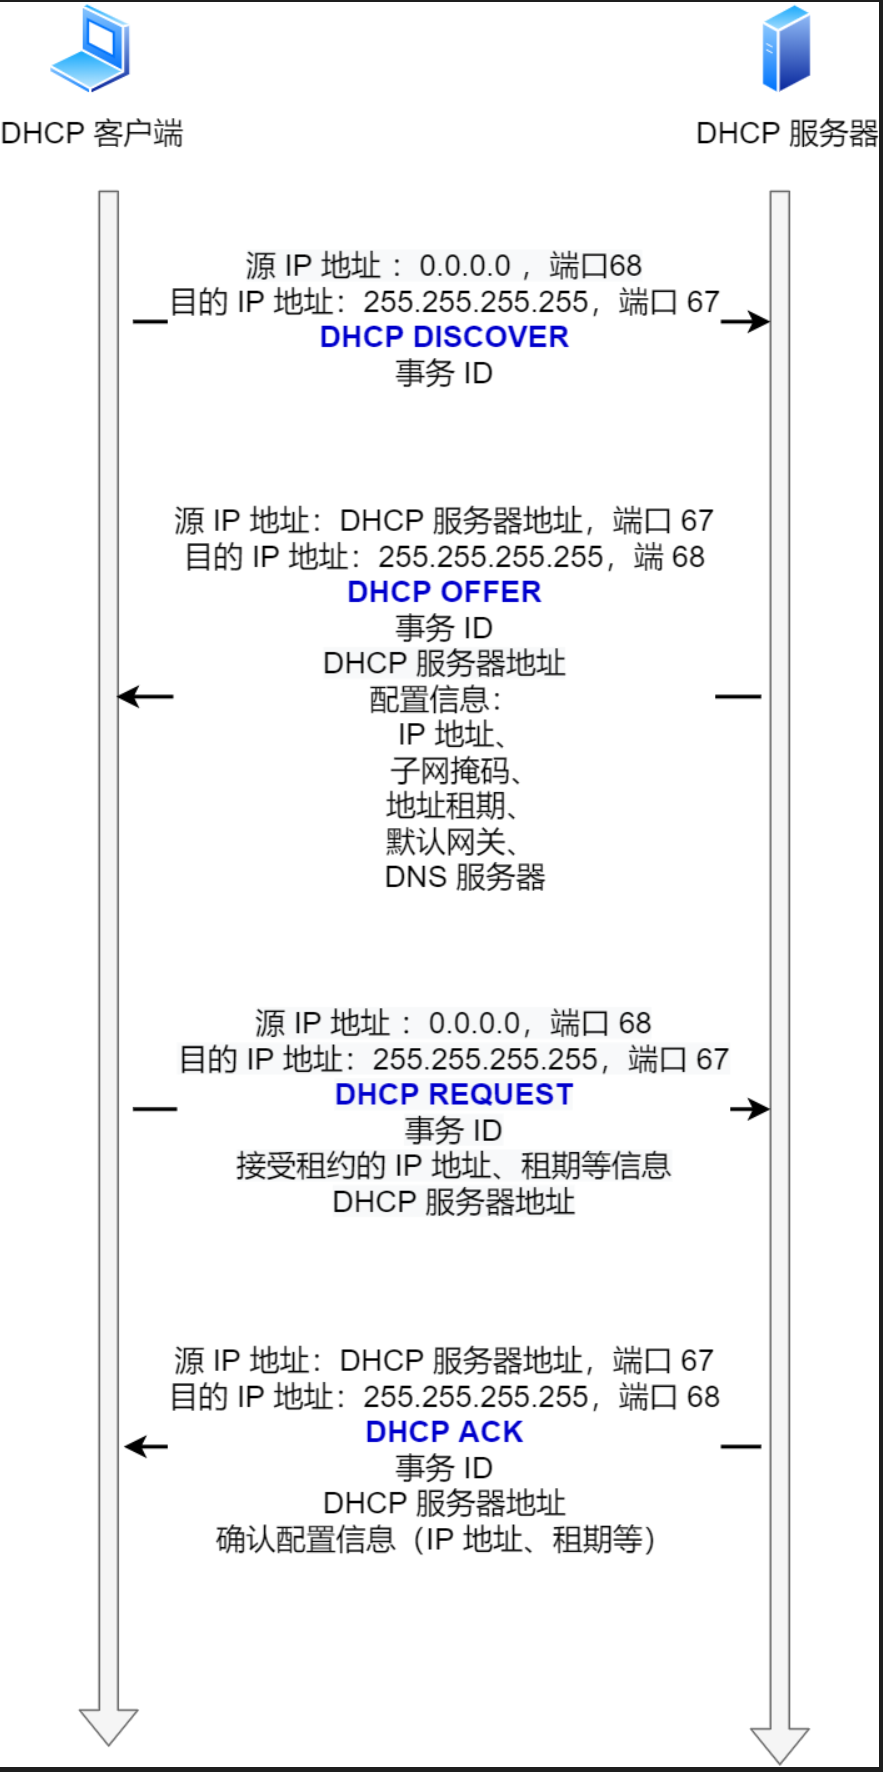 DHCP 客户端
DHCP 服务器
源 IP 地址 ：0.0.0.0 ，端口68
目的 IP 地址：255.255.255.255，端口 67
DHCP DISCOVER
事务 ID
源 IP 地址：DHCP 服务器地址，端口 67
目的 IP 地址：255.255.255.255，端 68
DHCP OFFER
事务 ID
DHCP 服务器地址
配置信息：
IP 地址、
子网掩码、
地址租期、
默认网关、
DNS 服务器
源 IP 地址 ：0.0.0.0，端口 68
目的 IP 地址：255.255.255.255，端口 67
DHCP REQUEST
事务 ID
接受租约的 IP 地址、租期等信息
DHCP 服务器地址
源 IP 地址：DHCP 服务器地址，端口 67
目的 IP 地址：255.255.255.255，端口 68
DHCP ACK
事务 ID
DHCP 服务器地址
确认配置信息（IP 地址、租期等）